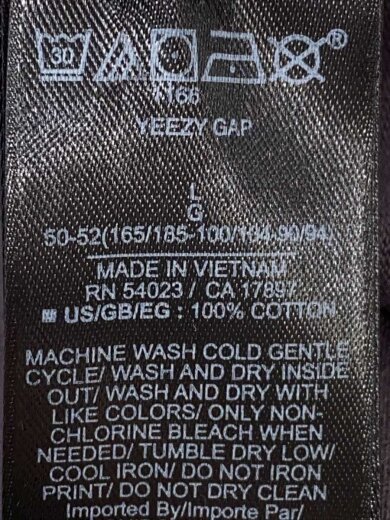 30
®
166
YEEZY GAP
L
G
50-52(165/185-100/104-90/94)
MADE IN VIETNAM
RN 54023 / CA 17897
US/GB/EG : 100% COTTON
MACHINE WASH COLD GENTLE
CYCLE/ WASH AND DRY INSIDE
OUT/ WASH AND DRY WITH
LIKE COLORS/ ONLY NON-
CHLORINE BLEACH WHEN
NEEDED/ TUMBLE DRY LOW/
COOL IRON/ DO NOT IRON
PRINT/ DO NOT DRY CLEAN
Imported By/Importe Par/